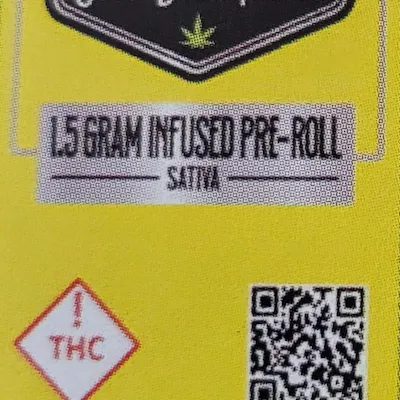 1.5 GRAM INFUSED PRE-ROLL
SATIVA
!
THC